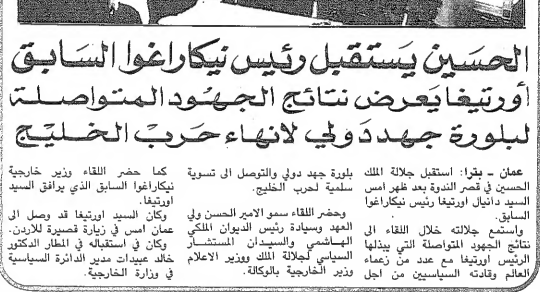 الحسين يستقبل رئيس نيكاراغوا السابق
أورتيغا يعرض نتائج الجهود المتواصلة
لبلورة جهد دولي لانهاء حرب الخليج
عمان - بترا: استقبل جلالة الملك
الحسين في قصر الندوة بعد ظهر امس
السيد دانيال اورتيغا رئيس نيكاراغوا
السابق.
واستمع جلالته خلال اللقاء الى
نتائج الجهود المتواصلة التي يبذلها
الرئيس اورتيغا مع عدد من زعماء
العالم وقادته السياسيين من اجل
بلورة جهد دولي والتوصل الى تسوية
سلمية لحرب الخليج.
وحضر اللقاء سمو الامير الحسن ولي
العهد وسيادة رئيس الديوان الملكي
الهاشمي والسيدان المستشار
السياسي لجلالة الملك ووزير الاعلام
وزير الخارجية بالوكالة.
كما حضر اللقاء وزير خارجية
نيكاراغوا السابق الذي يرافق السيد
اورتيغا.
وكان السيد اورتيغا قد وصل الى
عمان امس في زيارة قصيرة للاردن.
وكان في استقباله في المطار الدكتور
خالد عبيدات مدير الدائرة السياسية
في وزارة الخارجية.